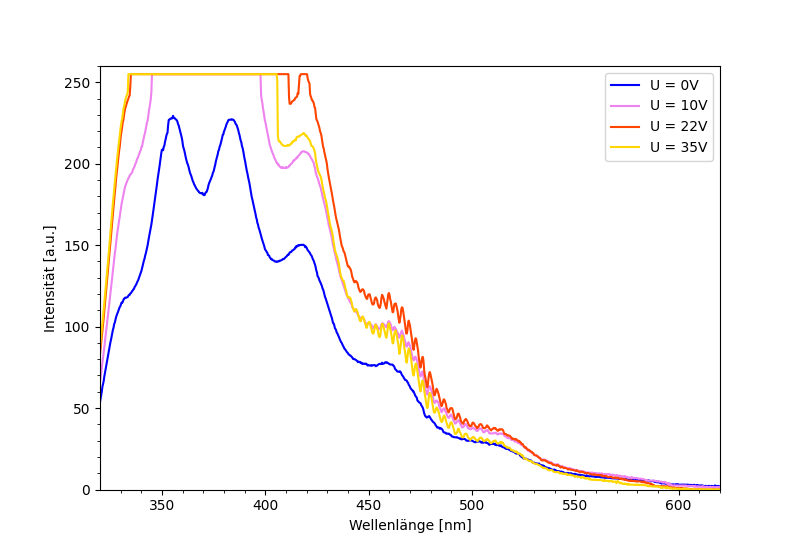 250
200
150
100
50
0
Intensität [a.u.]
U = 0V
U = 10V
U = 22V
U = 35V
350 400 450 500 550 600
Wellenlänge [nm]